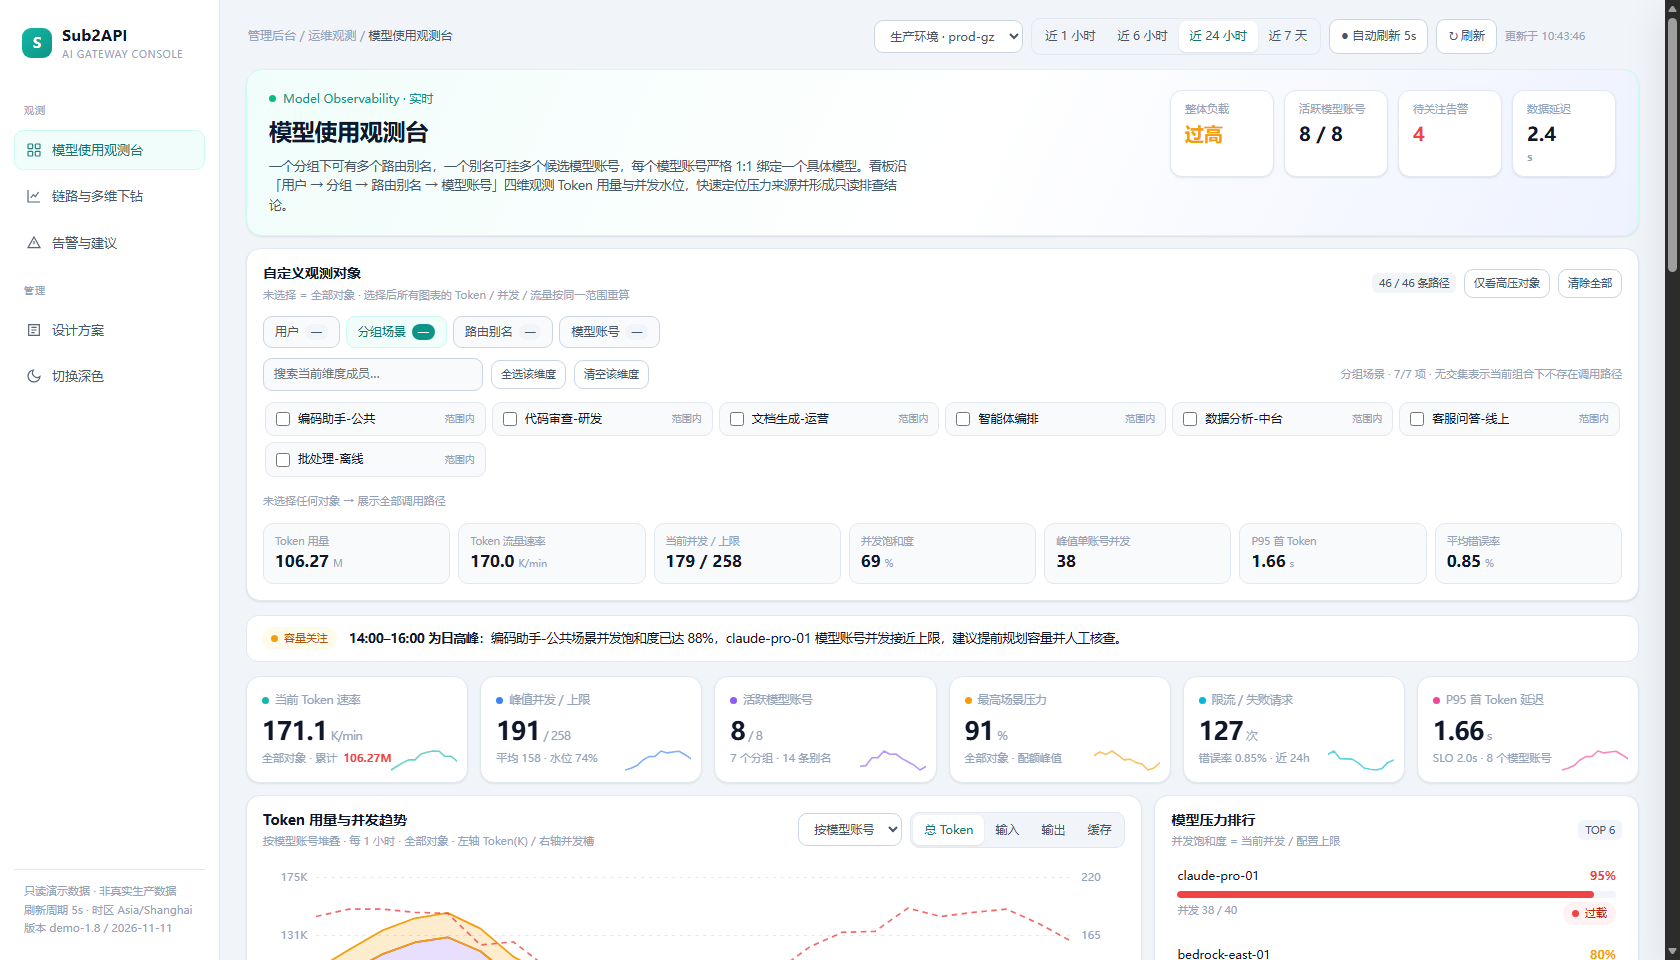 S
Sub2API
AI GATEWAY CONSOLE
观测
模型使用观测台
链路与多维下钻
告警与建议
管理
设计方案
切换深色
只读演示数据 · 非真实生产数据
刷新周期 5s · 时区 Asia/Shanghai
版本 demo-1.8 / 2026-11-11
管理后台 / 运维观测 / 模型使用观测台
生产环境 · prod-gz
近 1 小时
近 6 小时
近 24 小时
近 7 天
● 自动刷新 5s
↻ 刷新
更新于 10:43:46
Model Observability · 实时
模型使用观测台
一个分组下可有多个路由别名，一个别名可挂多个候选模型账号，每个模型账号严格 1:1 绑定一个具体模型。看板沿
「用户 → 分组 → 路由别名 → 模型账号」四维观测 Token 用量与并发水位，快速定位压力来源并形成只读排查结
论。
整体负载
过高
活跃模型账号
8 / 8
待关注告警
4
数据延迟
2.4
s
自定义观测对象
未选择 = 全部对象 · 选择后所有图表的 Token / 并发 / 流量按同一范围重算
46 / 46 条路径
仅看高压对象
清除全部
用户 —
分组场景 —
路由别名 —
模型账号 —
搜索当前维度成员...
全选该维度
清空该维度
分组场景 · 7/7 项 · 无交集表示当前组合下不存在调用路径
编码助手-公共 范围内
代码审查-研发 范围内
文档生成-运营 范围内
智能体编排 范围内
数据分析-中台 范围内
客服问答-线上 范围内
批处理-离线 范围内
未选择任何对象 → 展示全部调用路径
Token 用量
106.27 M
Token 流量速率
170.0 K/min
当前并发 / 上限
179 / 258
并发饱和度
69 %
峰值单账号并发
38
P95 首 Token
1.66 s
平均错误率
0.85 %
容量关注
14:00–16:00 为日高峰：编码助手-公共场景并发饱和度已达 88%，claude-pro-01 模型账号并发接近上限，建议提前规划容量并人工核查。
当前 Token 速率
171.1 K/min
全部对象 · 累计 106.27M
峰值并发 / 上限
191 / 258
平均 158 · 水位 74%
活跃模型账号
8 / 8
7 个分组 · 14 条别名
最高场景压力
91 %
全部对象 · 配额峰值
限流 / 失败请求
127 次
错误率 0.85% · 近 24h
P95 首 Token 延迟
1.66 s
SLO 2.0s · 8 个模型账号
Token 用量与并发趋势
按模型账号堆叠 · 每 1 小时 · 全部对象 · 左轴 Token(K) / 右轴并发槽
按模型账号
总 Token
输入
输出
缓存
175K
220
131K
165
模型压力排行
并发饱和度 = 当前并发 / 配置上限
TOP 6
claude-pro-01
95%
并发 38 / 40
过载
bedrock-east-01
80%